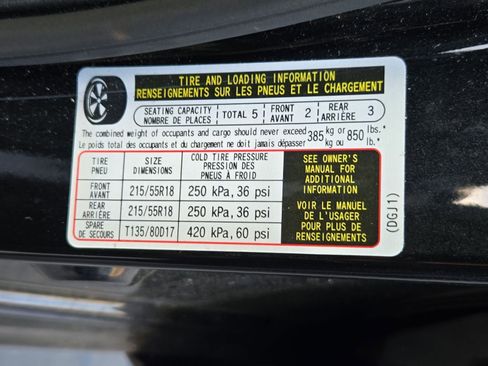 TIRE AND LOADING INFORMATION
RENSEIGNEMENTS SUR LES PNEUS ET LE CHARGEMENT
SEATING CAPACITY
NOMBRE DE PLACES
TOTAL 5
FRONT
AVANT
2
REAR
ARRIÈRE
3
The combined weight of occupants and cargo should never exceed
Le poids total des occupants et du chargement ne doit jamais dépasser
385 kg or
kg ou
850 lbs.*
lb.*
TIRE
PNEU
SIZE
DIMENSIONS
COLD TIRE PRESSURE
PRESSION DES
PNEUS À FROID
SEE OWNER'S
MANUAL FOR
ADDITIONAL
INFORMATION
FRONT
AVANT
215/55R18
250 kPa, 36 psi
REAR
ARRIÈRE
215/55R18
250 kPa, 36 psi
SPARE
DE SECOURS
T135/80D17
420 kPa, 60 psi
VOIR LE MANUEL
DE L'USAGER
POUR PLUS DE
RENSEIGNEMENTS
(DGJ1)